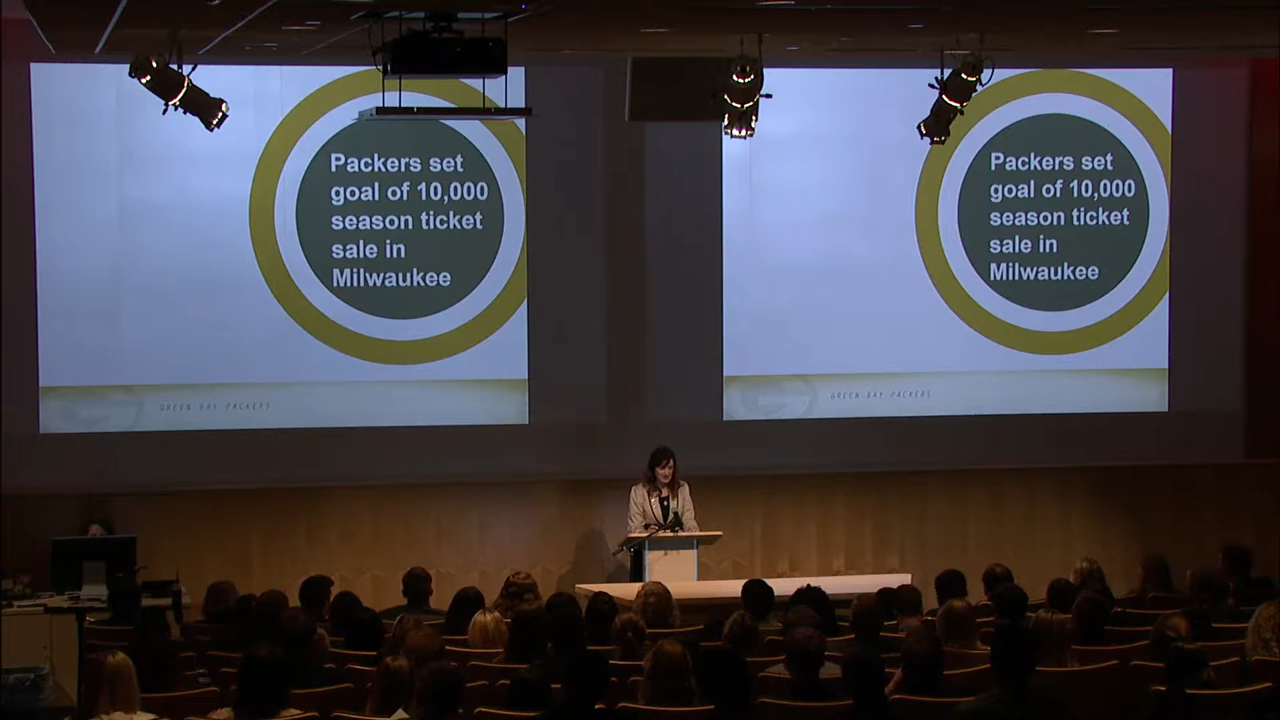 Packers set
goal of 10,000
season ticket
sale in
Milwaukee
GREEN BAY PACKERS
Packers set
goal of 10,000
season ticket
sale in
Milwaukee
GREEN BAY PACKERS